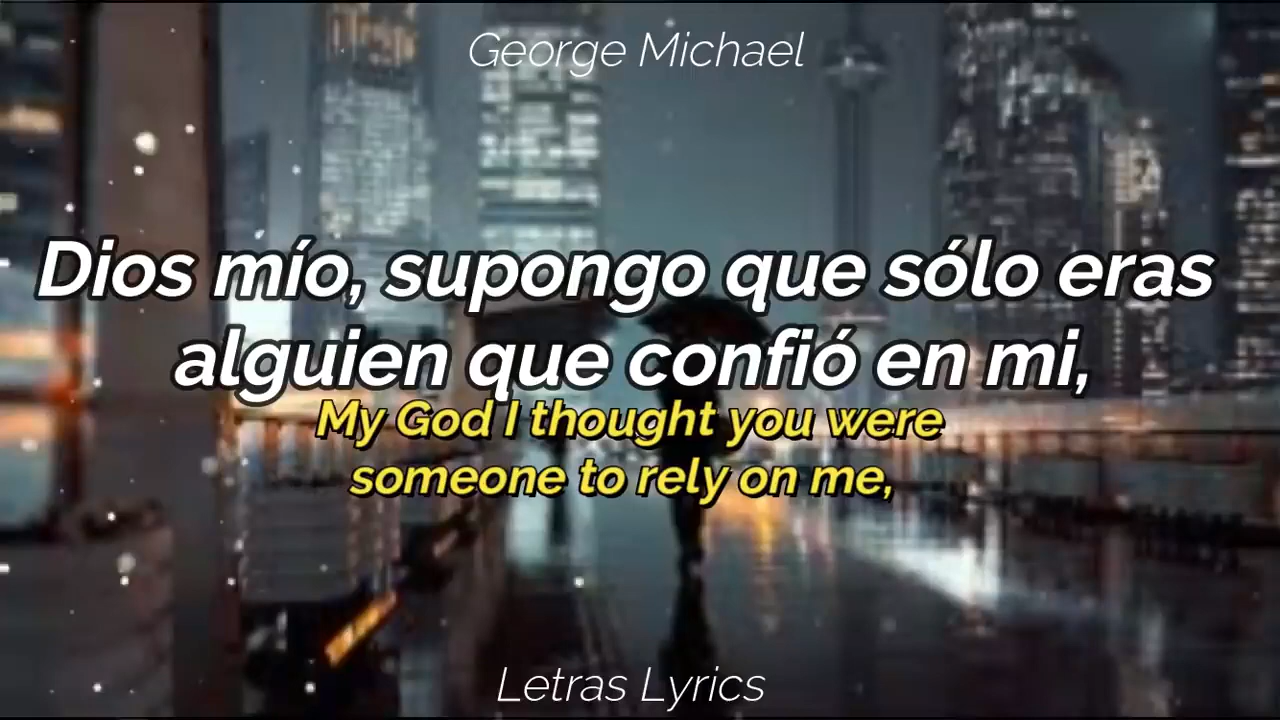 George Michael
Dios mío, supongo que sólo eras
alguien que confió en mi,
My God I thought you were
someone to rely on me,
Letras Lyrics